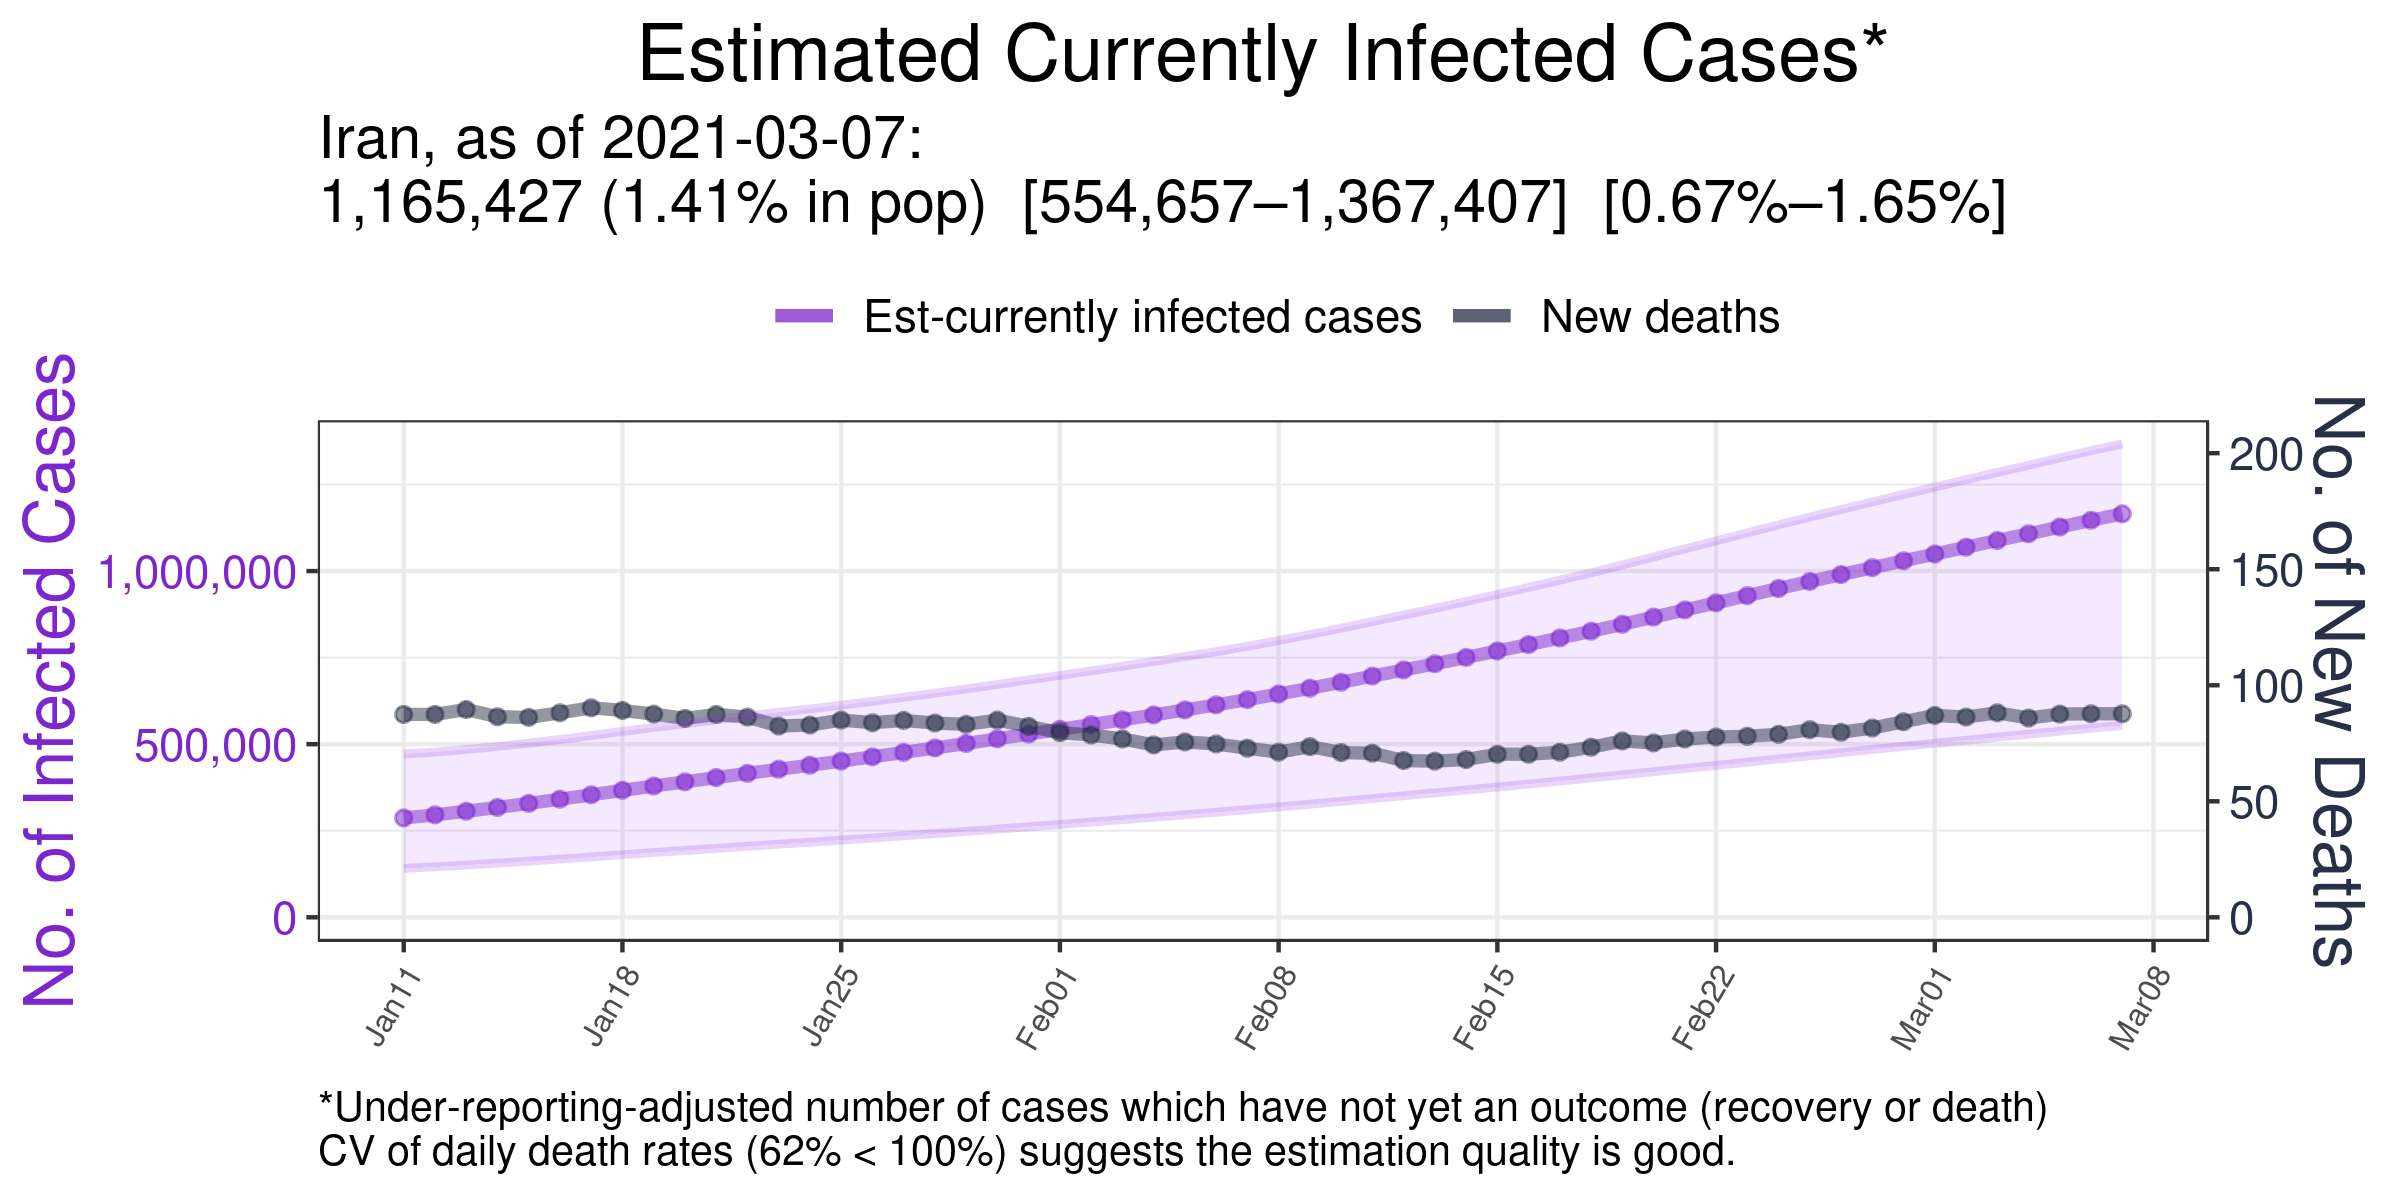 Estimated Currently Infected Cases*
Iran, as of 2021-03-07:
1,165,427 (1.41% in pop)  [554,657–1,367,407]  [0.67%–1.65%]
Est-currently infected cases
New deaths
No. of Infected Cases
1,000,000
500,000
0
No. of New Deaths
200
150
100
50
0
Jan11
Jan18
Jan25
Feb01
Feb08
Feb15
Feb22
Mar01
Mar08
*Under-reporting-adjusted number of cases which have not yet an outcome (recovery or death)
CV of daily death rates (62% < 100%) suggests the estimation quality is good.